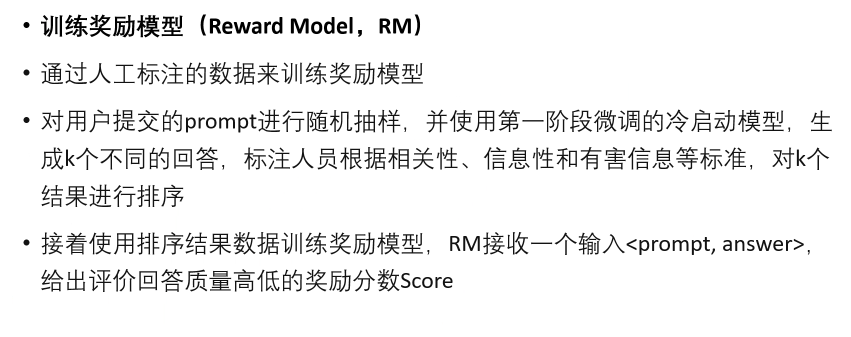 • 训练奖励模型（Reward Model，RM）
• 通过人工标注的数据来训练奖励模型
• 对用户提交的prompt进行随机抽样，并使用第一阶段微调的冷启动模型，生
成k个不同的回答，标注人员根据相关性、信息性和有害信息等标准，对k个
结果进行排序
• 接着使用排序结果数据训练奖励模型，RM接收一个输入<prompt, answer>，
给出评价回答质量高低的奖励分数Score